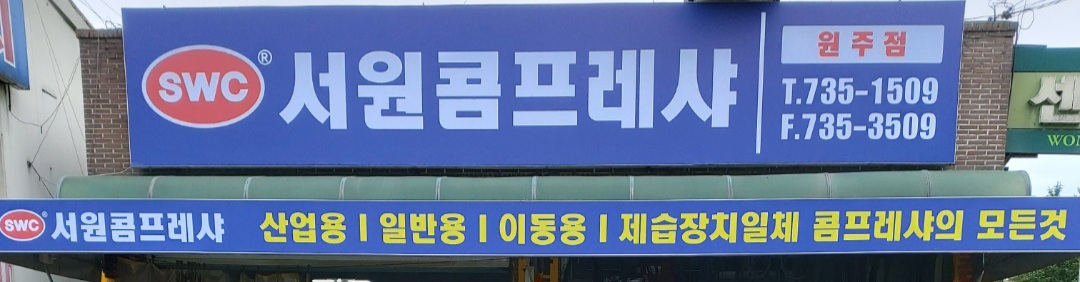 SWC® 서원콤프레샤
원주점
T.735-1509
F.735-3509
SWC® 서원콤프레샤 산업용 | 일반용 | 이동용 | 제습장치일체 콤프레샤의 모든것
센
WON